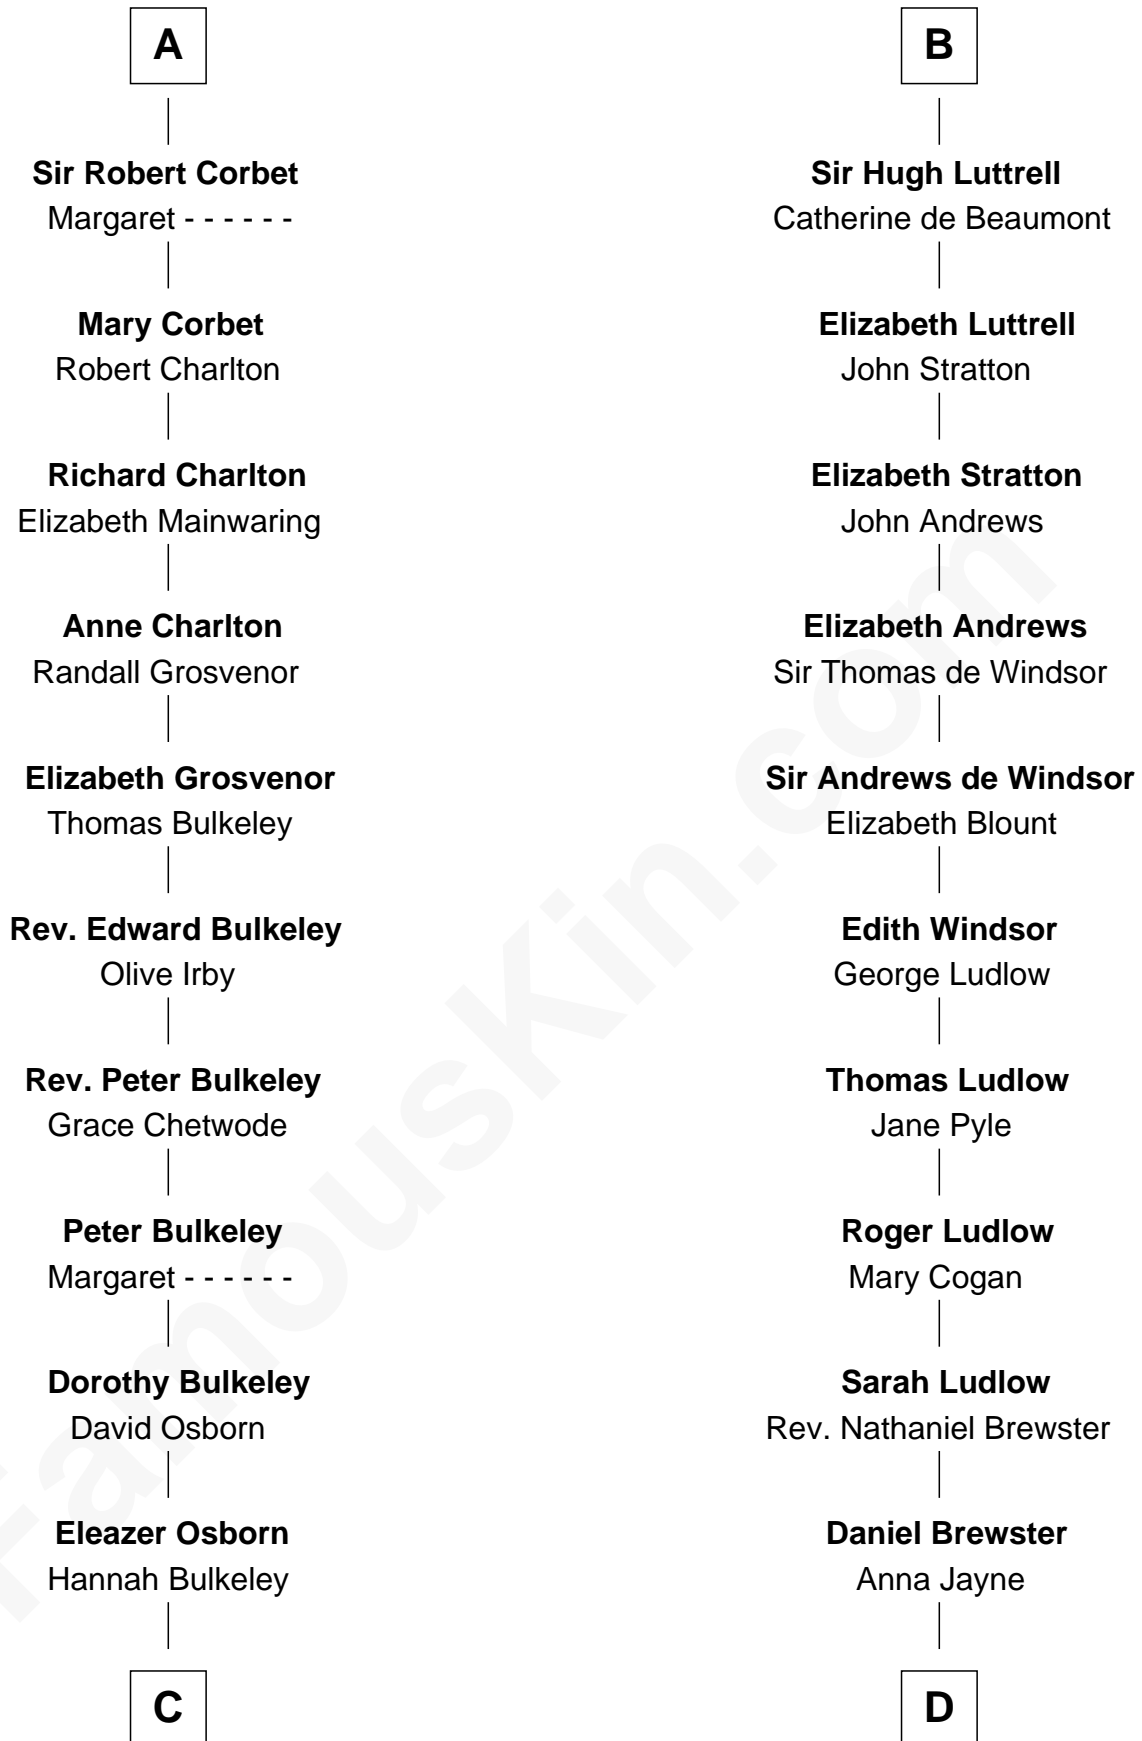 A
Sir Robert Corbet
Margaret - - - - - -
Mary Corbet
Robert Charlton
Richard Charlton
Elizabeth Mainwaring
Anne Charlton
Randall Grosvenor
Elizabeth Grosvenor
Thomas Bulkeley
Rev. Edward Bulkeley
Olive Irby
Rev. Peter Bulkeley
Grace Chetwode
Peter Bulkeley
Margaret - - - - - -
Dorothy Bulkeley
David Osborn
Eleazer Osborn
Hannah Bulkeley
C
B
Sir Hugh Luttrell
Catherine de Beaumont
Elizabeth Luttrell
John Stratton
Elizabeth Stratton
John Andrews
Elizabeth Andrews
Sir Thomas de Windsor
Sir Andrews de Windsor
Elizabeth Blount
Edith Windsor
George Ludlow
Thomas Ludlow
Jane Pyle
Roger Ludlow
Mary Cogan
Sarah Ludlow
Rev. Nathaniel Brewster
Daniel Brewster
Anna Jayne
D
FamousKin.com